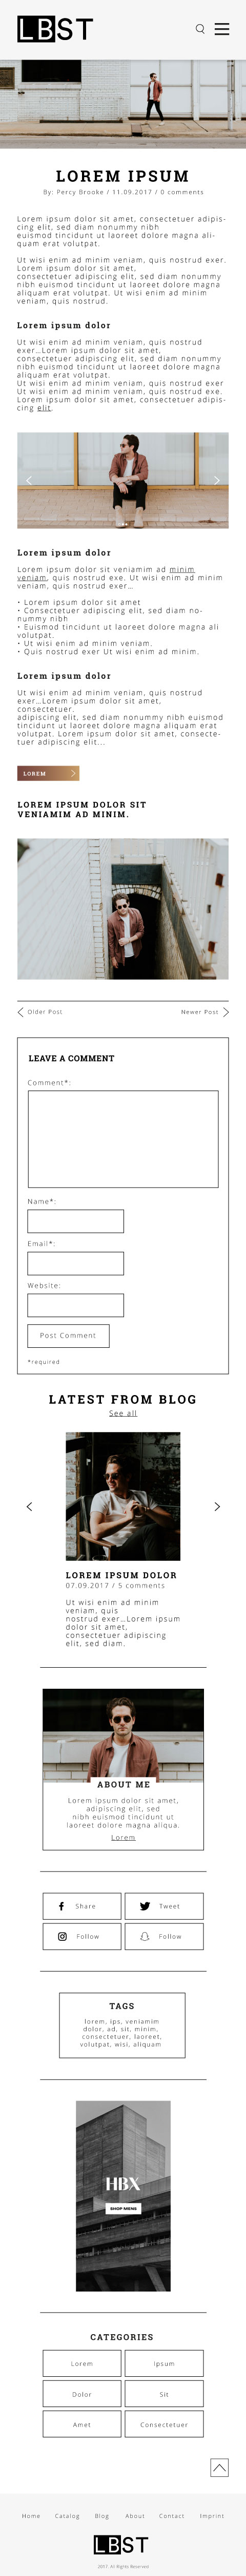 LBST
LOREM IPSUM
By: Percy Brooke / 11.09.2017 / 0 comments
Lorem ipsum dolor sit amet, consectetuer adipis-
cing elit, sed diam nonummy nibh
euismod tincidunt ut laoreet dolore magna ali-
quam erat volutpat.
Ut wisi enim ad minim veniam, quis nostrud exer.
Lorem ipsum dolor sit amet,
consectetuer adipiscing elit, sed diam nonummy
nibh euismod tincidunt ut laoreet dolore magna
aliquam erat volutpat. Ut wisi enim ad minim
veniam, quis nostrud.
Lorem ipsum dolor
Ut wisi enim ad minim veniam, quis nostrud
exer...Lorem ipsum dolor sit amet,
consectetuer adipiscing elit, sed diam nonummy
nibh euismod tincidunt ut laoreet dolore magna
aliquam erat volutpat.
Ut wisi enim ad minim veniam, quis nostrud exer
Ut wisi enim ad minim veniam, quis nostrud exe.
Lorem ipsum dolor sit amet, consectetuer adipis-
cing elit.
Lorem ipsum dolor
Lorem ipsum dolor sit veniamim ad minim
veniam, quis nostrud exe. Ut wisi enim ad minim
veniam, quis nostrud exer...
• Lorem ipsum dolor sit amet
• Consectetuer adipiscing elit, sed diam no-
nummy nibh
• Euismod tincidunt ut laoreet dolore magna ali
volutpat.
• Ut wisi enim ad minim veniam.
• Quis nostrud exer Ut wisi enim ad minim.
Lorem ipsum dolor
Ut wisi enim ad minim veniam, quis nostrud
exer...Lorem ipsum dolor sit amet,
consectetuer.
adipiscing elit, sed diam nonummy nibh euismod
tincidunt ut laoreet dolore magna aliquam erat
volutpat. Lorem ipsum dolor sit amet, consecte-
tuer adipiscing elit...
LOREM
LOREM IPSUM DOLOR SIT
VENIAMIM AD MINIM.
Older Post
Newer Post
LEAVE A COMMENT
Comment*:
Name*:
Email*:
Website:
Post Comment
*required
LATEST FROM BLOG
See all
LOREM IPSUM DOLOR
07.09.2017 / 5 comments
Ut wisi enim ad minim
veniam, quis
nostrud exer...Lorem ipsum
dolor sit amet,
consectetuer adipiscing
elit, sed diam.
ABOUT ME
Lorem ipsum dolor sit amet,
adipiscing elit, sed
nibh euismod tincidunt ut
laoreet dolore magna aliqua.
Lorem
Share
Tweet
Follow
Follow
TAGS
lorem, ips, veniamim
dolor, ad, sit, minim,
consectetuer, laoreet,
volutpat, wisi, aliquam
HBX
SHOP MENS
CATEGORIES
Lorem
Ipsum
Dolor
Sit
Amet
Consectetuer
Home Catalog Blog About Contact Imprint
LBST
2017. All Rights Reserved